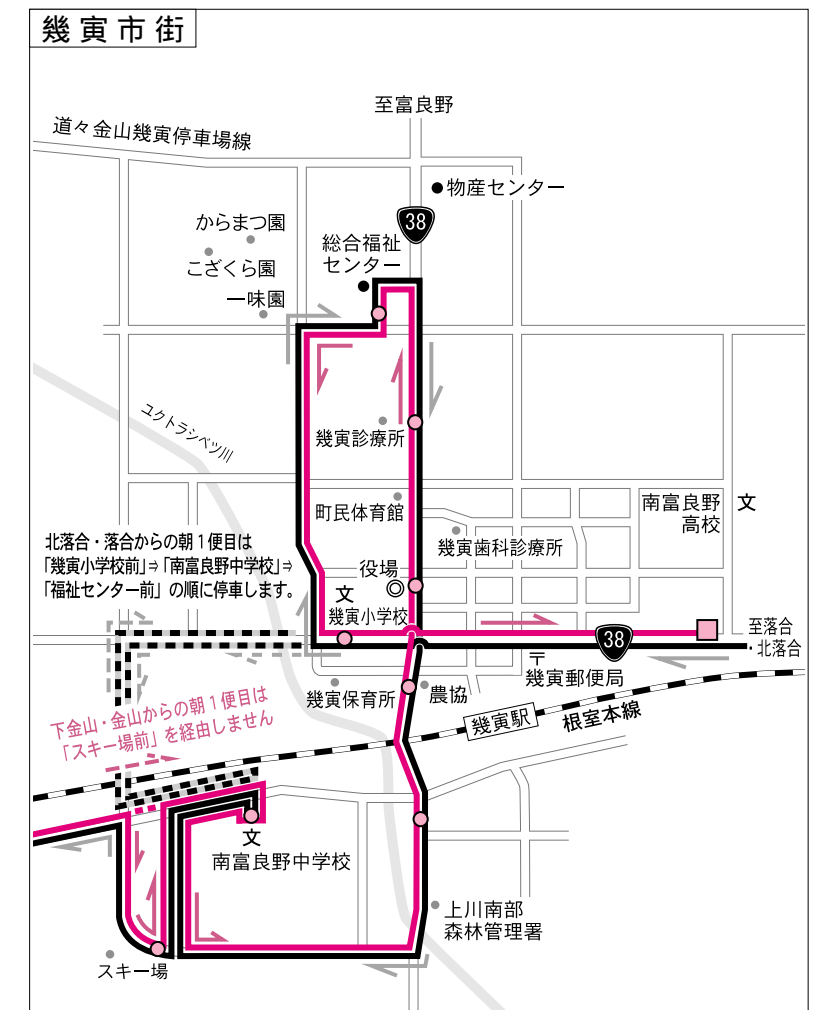 幾寅市街
至富良野
道々金山幾寅停車場線
物産センター
38
からまつ園
総合福祉
センター
こざくら園
一味園
ユクトラシベツ川
幾寅診療所
町民体育館
南富良野
高校
文
幾寅歯科診療所
北落合・落合からの朝1便目は
「幾寅小学校前」⇒「南富良野中学校」⇒
「福祉センター前」の順に停車します。
役場
文
幾寅小学校
至落合
・北落合
38
〒
幾寅郵便局
幾寅保育所
農協
下金山・金山からの朝1便目は
「スキー場前」を経由しません
幾寅駅
根室本線
文
南富良野中学校
上川南部
森林管理署
スキー場